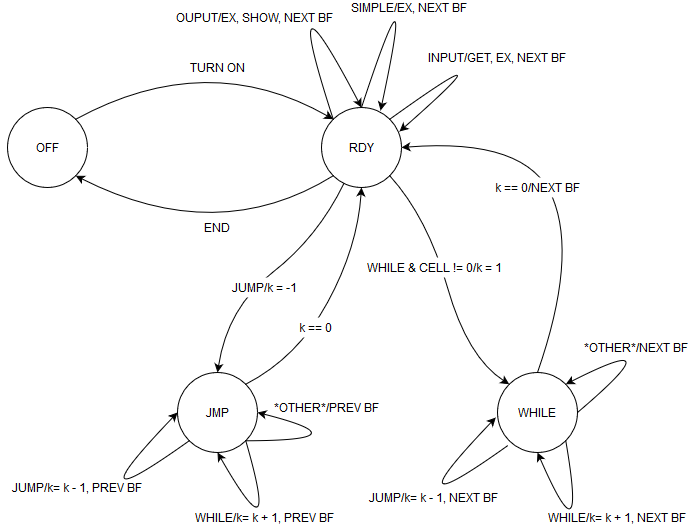 SIMPLE/EX, NEXT BF
OUPUT/EX, SHOW, NEXT BF
INPUT/GET, EX, NEXT BF
TURN ON
OFF
RDY
k == 0/NEXT BF
END
WHILE & CELL != 0/k = 1
JUMP/k = -1
k == 0
*OTHER*/NEXT BF
*OTHER*/PREV BF
JMP
WHILE
JUMP/k= k - 1, PREV BF
JUMP/k= k - 1, NEXT BF
WHILE/k= k + 1, PREV BF
WHILE/k= k + 1, NEXT BF